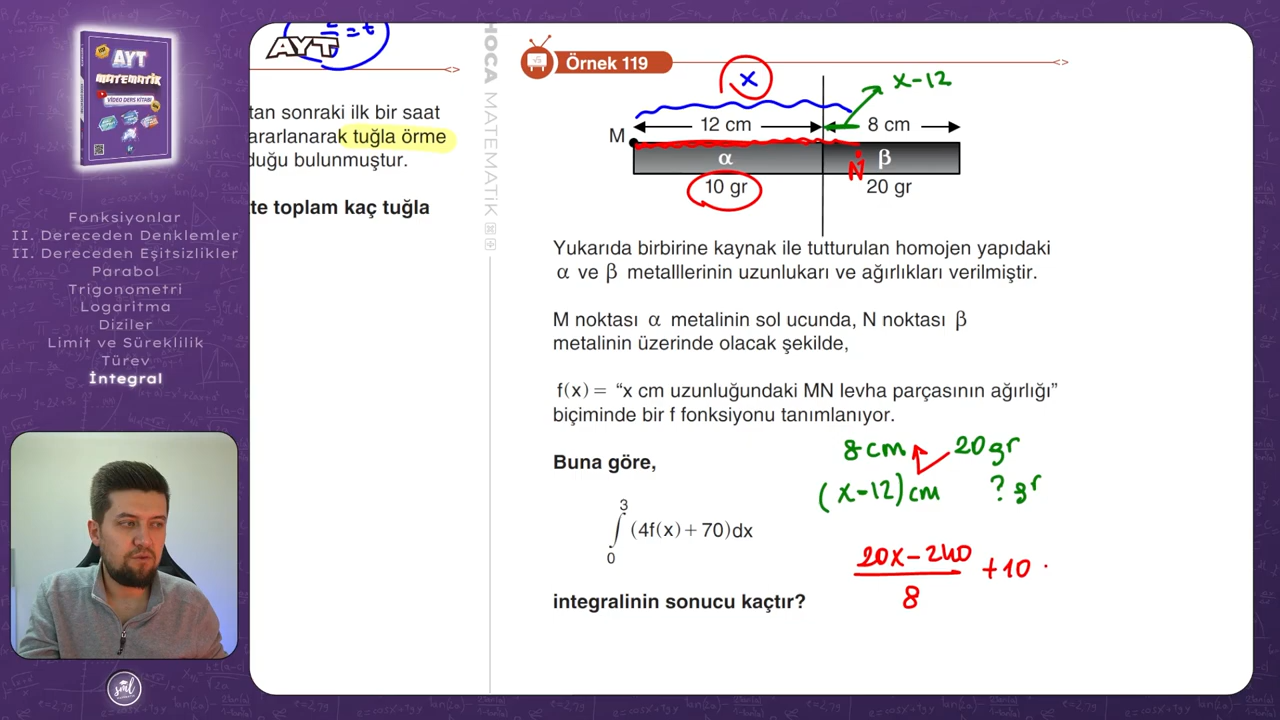 AYT
MATEMATİK
VİDEO DERS KİTABI
Fonksiyonlar
II. Dereceden Denklemler
II. Dereceden Eşitsizlikler
Parabol
Trigonometri
Logaritma
Diziler
Limit ve Süreklilik
Türev
İntegral
sml
= t
AYT
tan sonraki ilk bir saat
ararlanarak tuğla örme
duğu bulunmuştur.
te toplam kaç tuğla
HOCA MATEMATİK
Örnek 119
x
x-12
12 cm
8 cm
M
α
N
β
10 gr
20 gr
Yukarıda birbirine kaynak ile tutturulan homojen yapıdaki
α ve β metalllerinin uzunlukarı ve ağırlıkları verilmiştir.
M noktası α metalinin sol ucunda, N noktası β
metalinin üzerinde olacak şekilde,
f(x) = “x cm uzunluğundaki MN levha parçasının ağırlığı”
biçiminde bir f fonksiyonu tanımlanıyor.
Buna göre,
8 cm 20 gr
(x-12) cm ? gr
3
∫ (4f(x) + 70)dx
0
20x-240
8
+10
integralinin sonucu kaçtır?